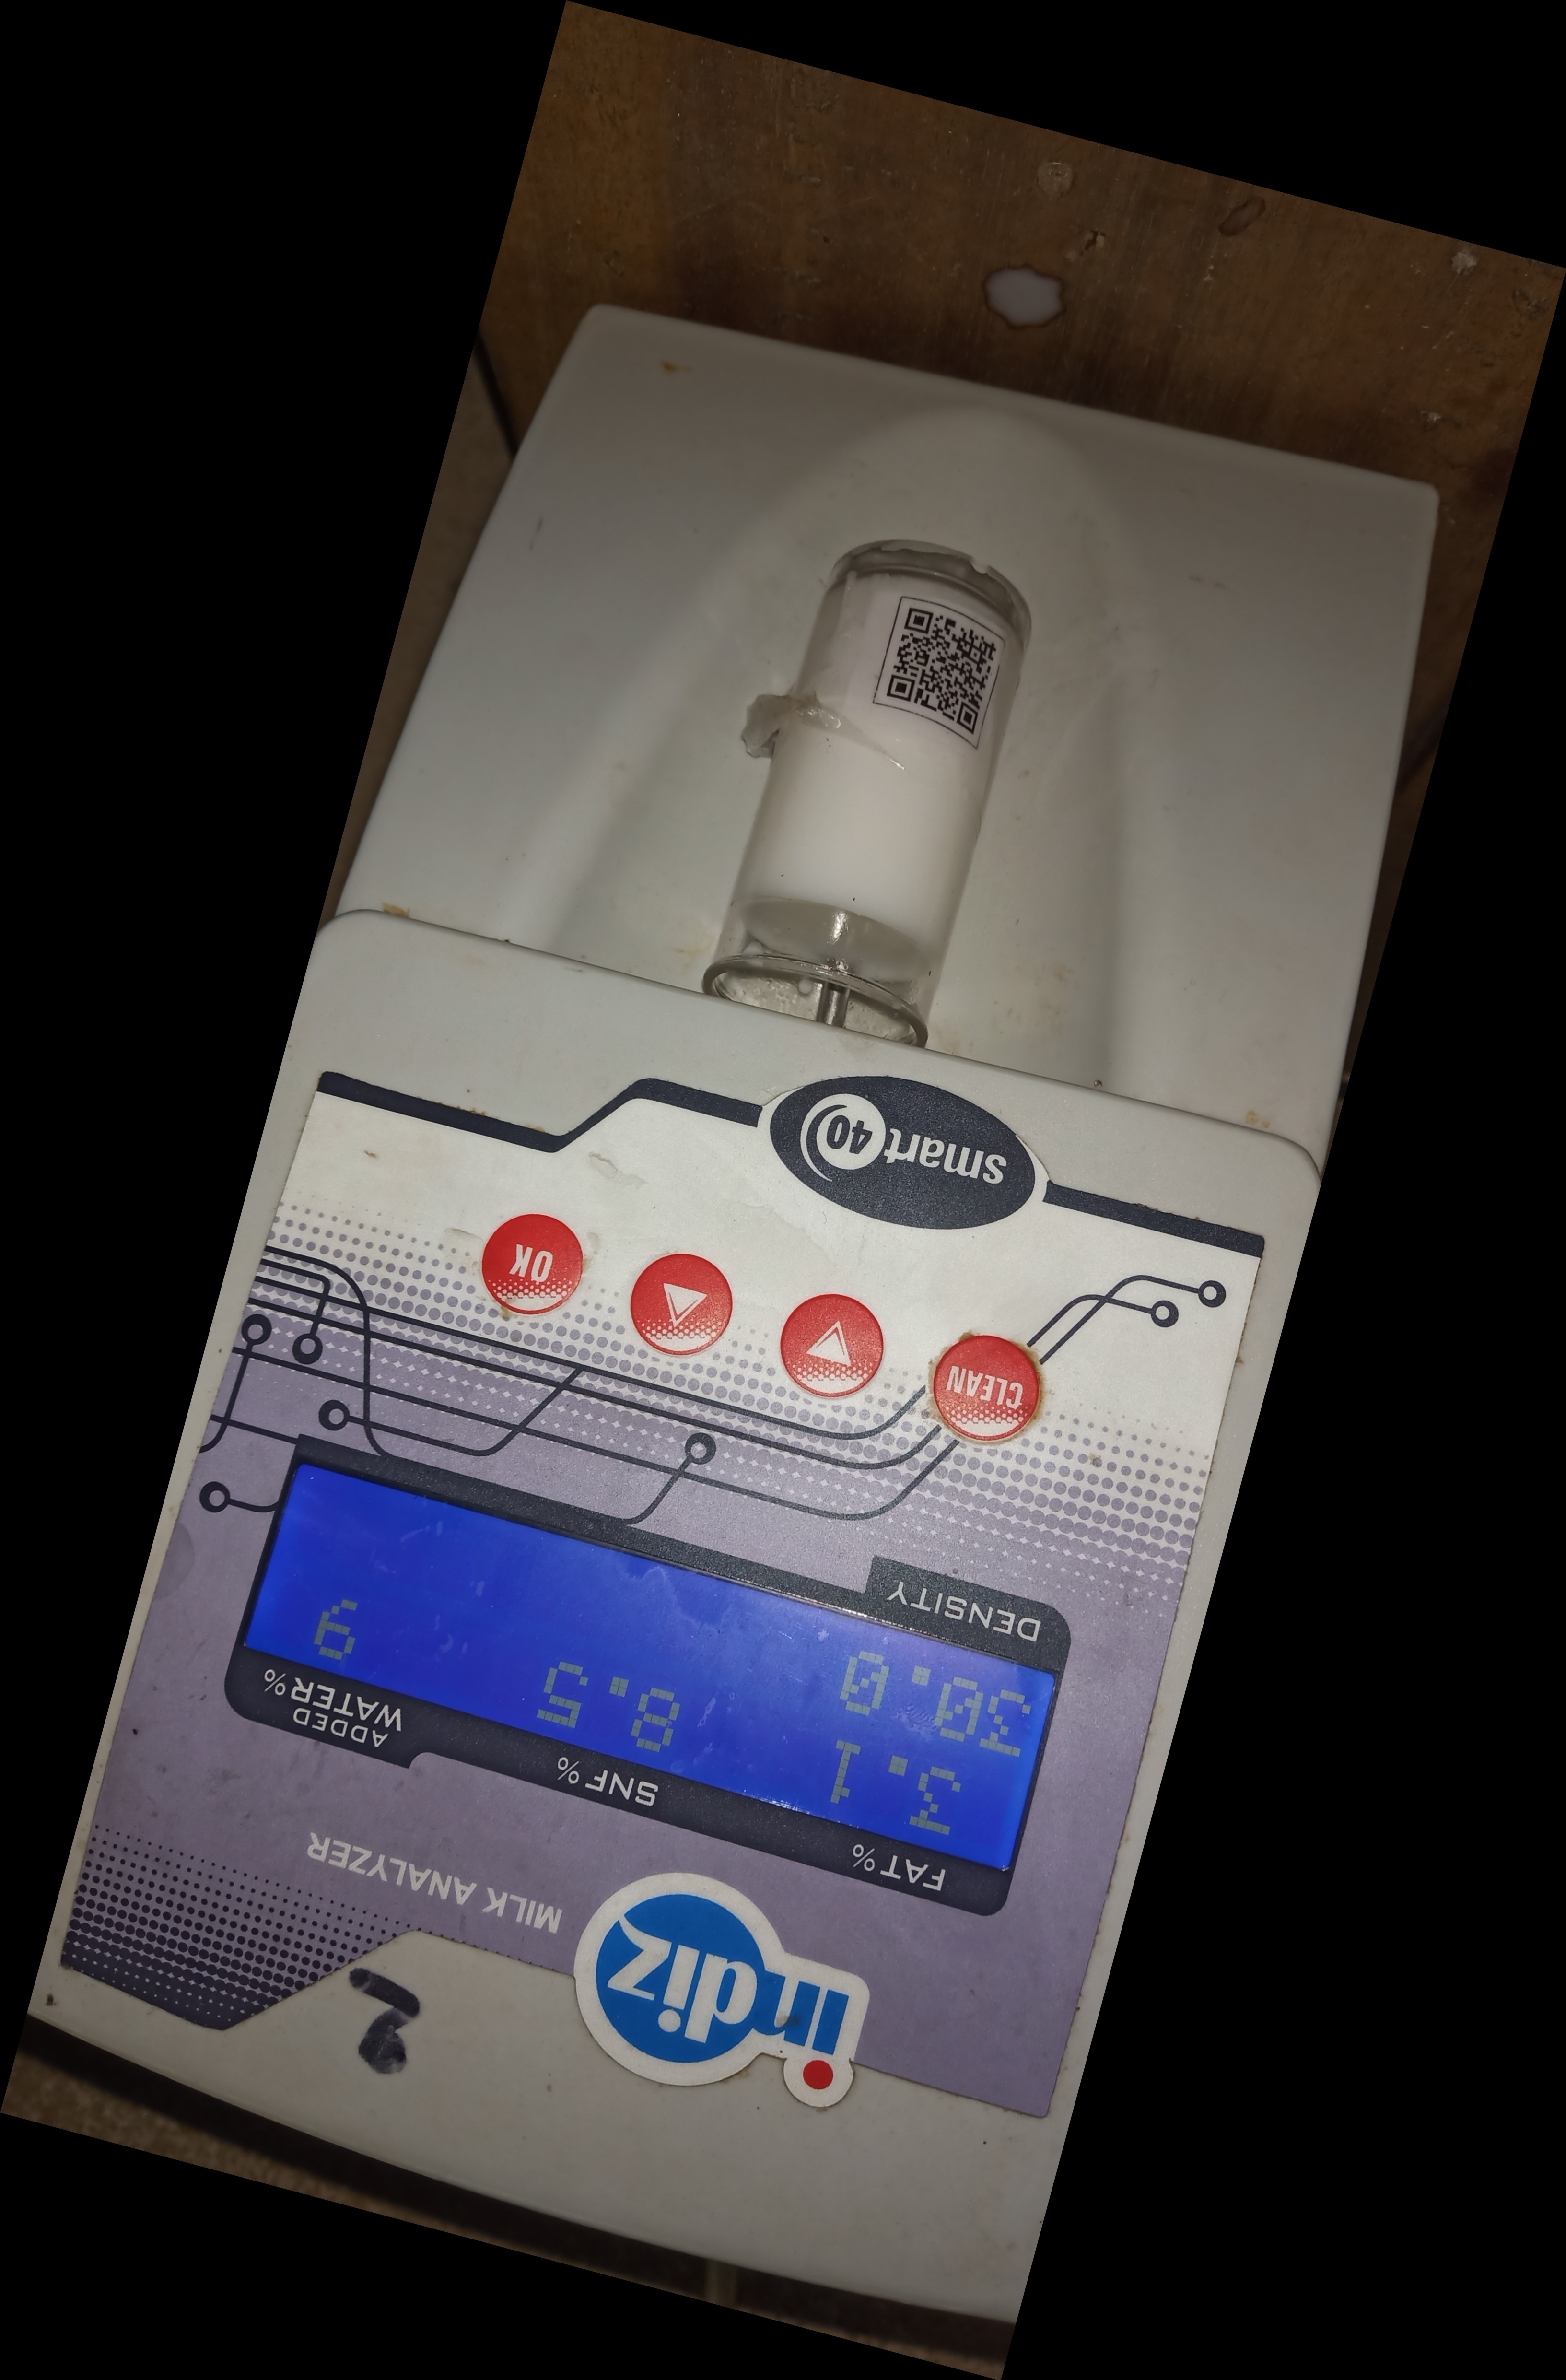 indiz
MILK ANALYZER
2
FAT%
SNF%
ADDED
WATER%
3.1 8.5 9
30.0
DENSITY
CLEAN
OK
smart 40